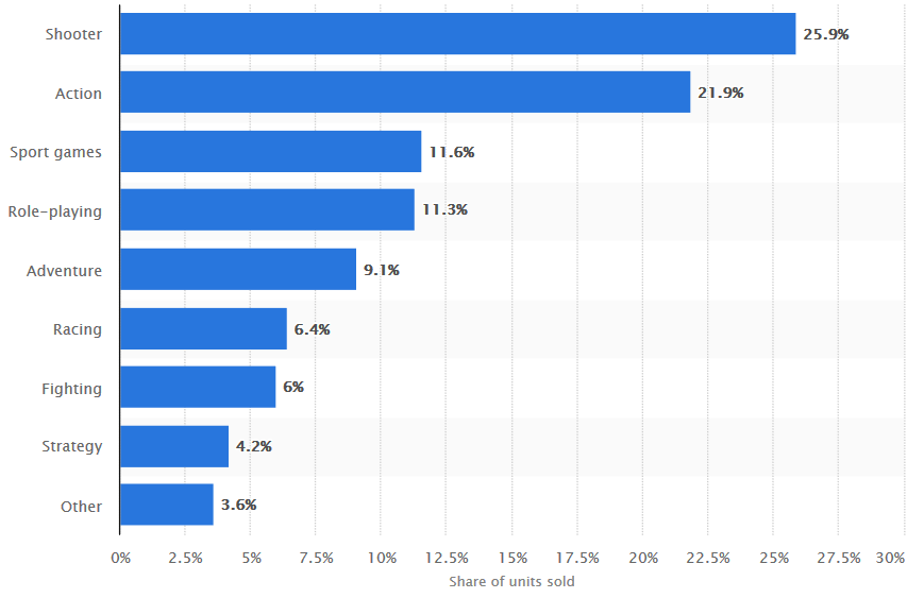 Shooter 25.9%
Action 21.9%
Sport games 11.6%
Role-playing 11.3%
Adventure 9.1%
Racing 6.4%
Fighting 6%
Strategy 4.2%
Other 3.6%
0% 2.5% 5% 7.5% 10% 12.5% 15% 17.5% 20% 22.5% 25% 27.5% 30%
Share of units sold